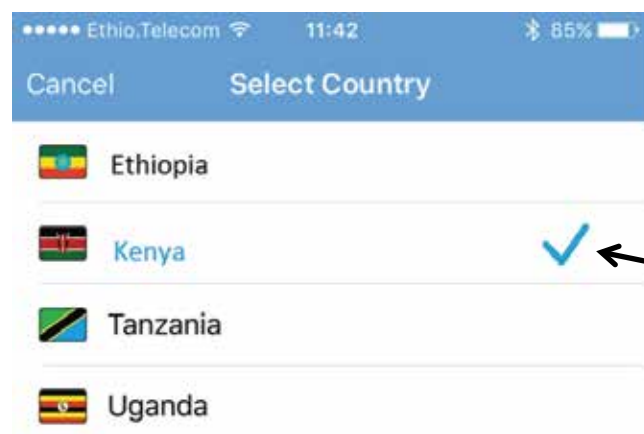 Ethio.Telecom 11:42 85%
Cancel Select Country
Ethiopia
Kenya
Tanzania
Uganda